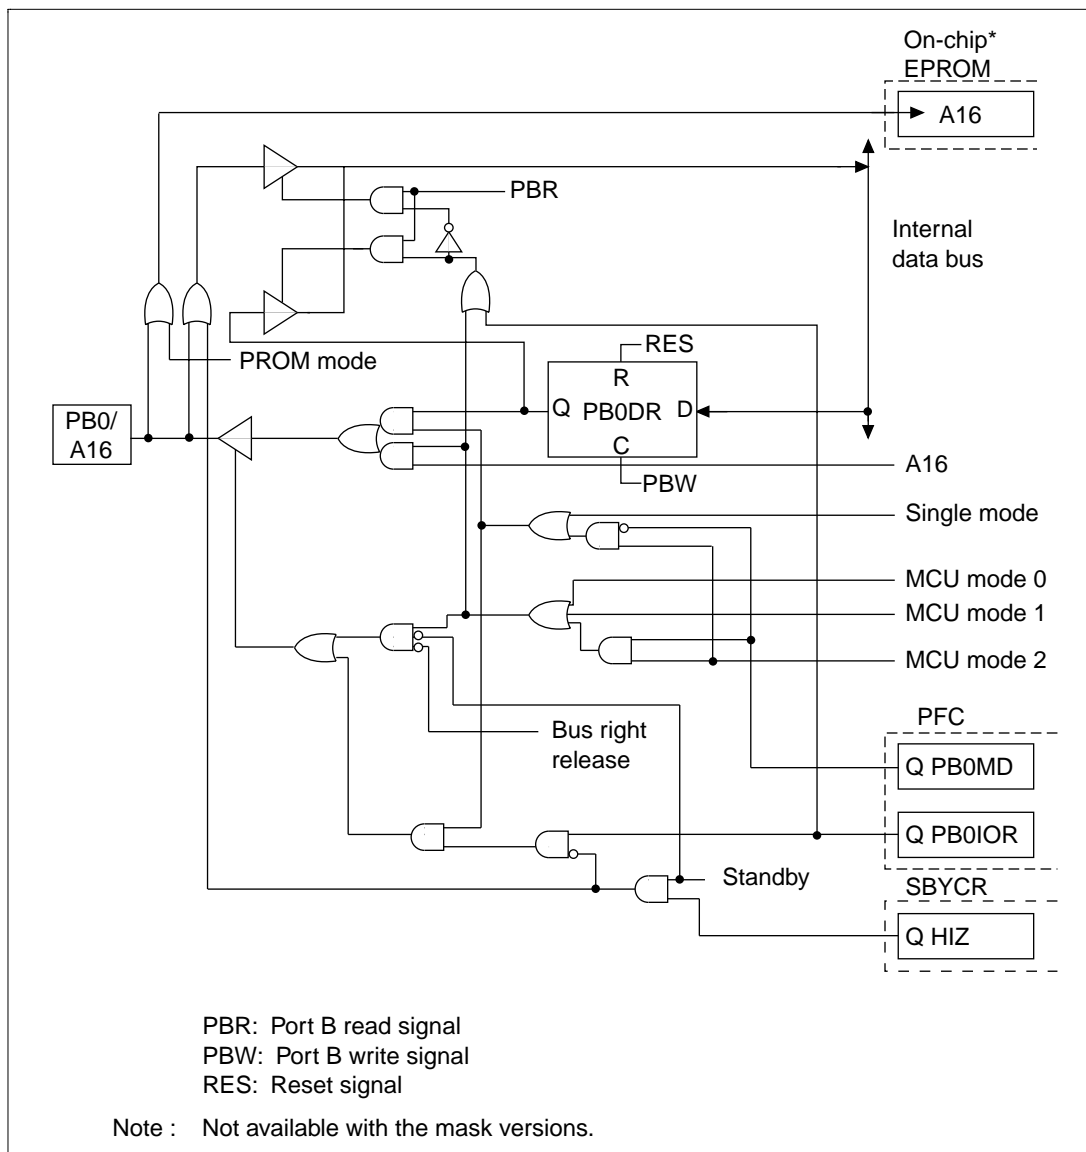 On-chip*
EPROM
A16
PBR
Internal
data bus
RES
PROM mode
R
Q PB0DR D
C
PB0/
A16
PBW
A16
Single mode
MCU mode 0
MCU mode 1
MCU mode 2
Bus right
release
PFC
Q PB0MD
Q PB0IOR
Standby
SBYCR
Q HIZ
PBR: Port B read signal
PBW: Port B write signal
RES: Reset signal
Note : Not available with the mask versions.